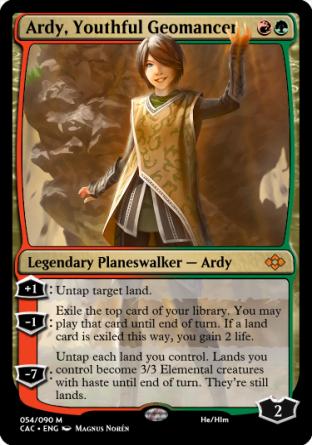 Ardy, Youthful Geomancer
Legendary Planeswalker — Ardy
+1: Untap target land.
-1: Exile the top card of your library. You may
play that card until end of turn. If a land
card is exiled this way, you gain 2 life.
-7: Untap each land you control. Lands you
control become 3/3 Elemental creatures
with haste until end of turn. They're still
lands.
2
054/090 M
He/Him
CAC • ENG Magnus Norén